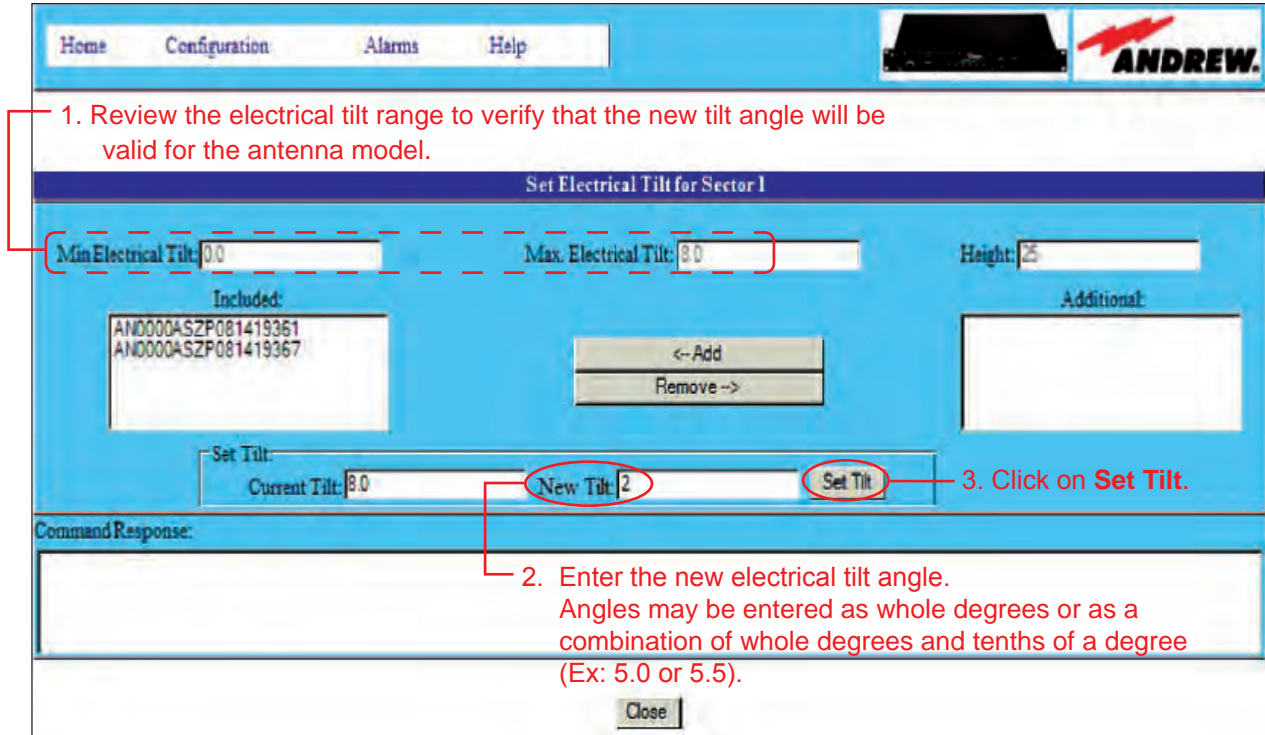 Home Configuration Alarms Help
ANDREW.
1. Review the electrical tilt range to verify that the new tilt angle will be
valid for the antenna model.
Set Electrical Tilt for Sector 1
Min Electrical Tilt: 0.0 Max. Electrical Tilt: 8.0 Height: 25
Included: Additional:
AN0000ASZP081419361
AN0000ASZP081419367
<-- Add
Remove -->
Set Tilt:
Current Tilt: 8.0 New Tilt: 2 Set Tilt
3. Click on Set Tilt.
Command Response:
2. Enter the new electrical tilt angle.
Angles may be entered as whole degrees or as a
combination of whole degrees and tenths of a degree
(Ex: 5.0 or 5.5).
Close